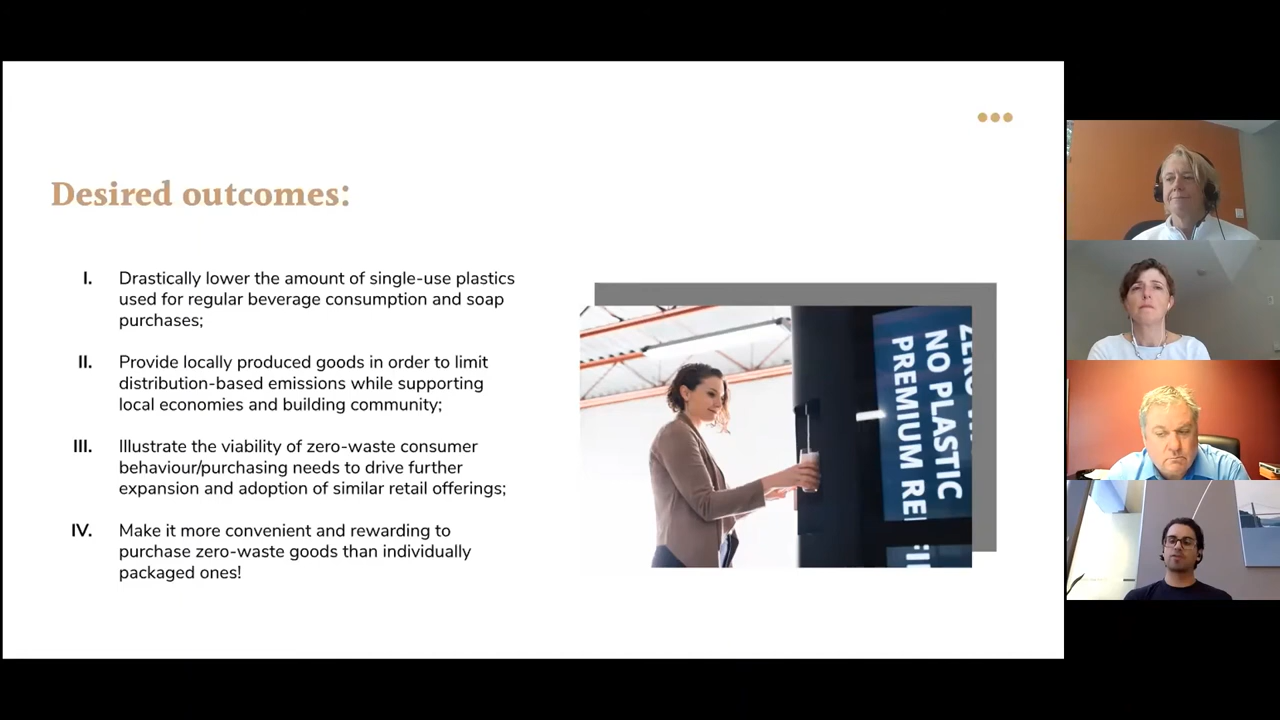 Desired outcomes:
I. Drastically lower the amount of single-use plastics
used for regular beverage consumption and soap
purchases;
II. Provide locally produced goods in order to limit
distribution-based emissions while supporting
local economies and building community;
III. Illustrate the viability of zero-waste consumer
behaviour/purchasing needs to drive further
expansion and adoption of similar retail offerings;
IV. Make it more convenient and rewarding to
purchase zero-waste goods than individually
packaged ones!
NO PLASTIC
PREMIUM